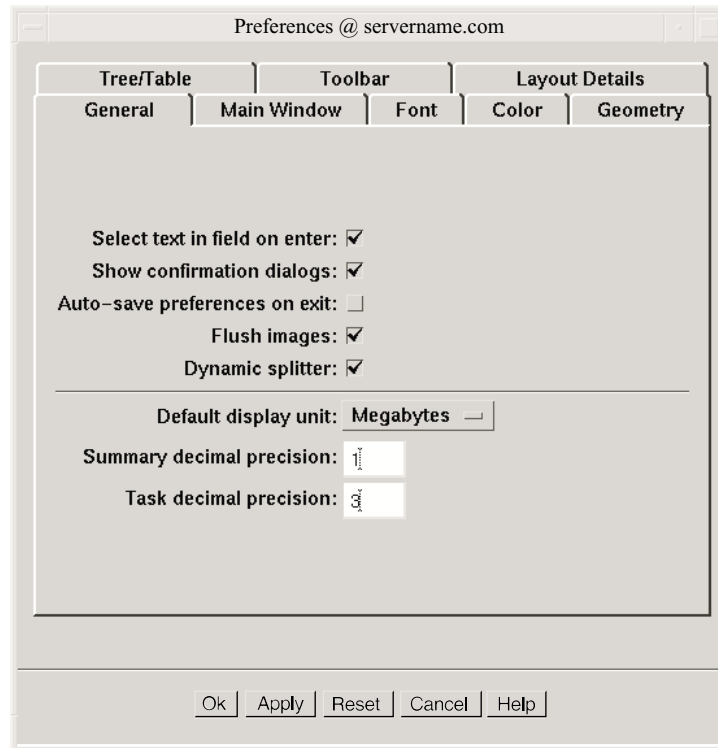 Preferences @ servername.com
Tree/Table Toolbar Layout Details
General Main Window Font Color Geometry
Select text in field on enter:
Show confirmation dialogs:
Auto-save preferences on exit:
Flush images:
Dynamic splitter:
Default display unit: Megabytes
Summary decimal precision: 1
Task decimal precision: 3
Ok Apply Reset Cancel Help